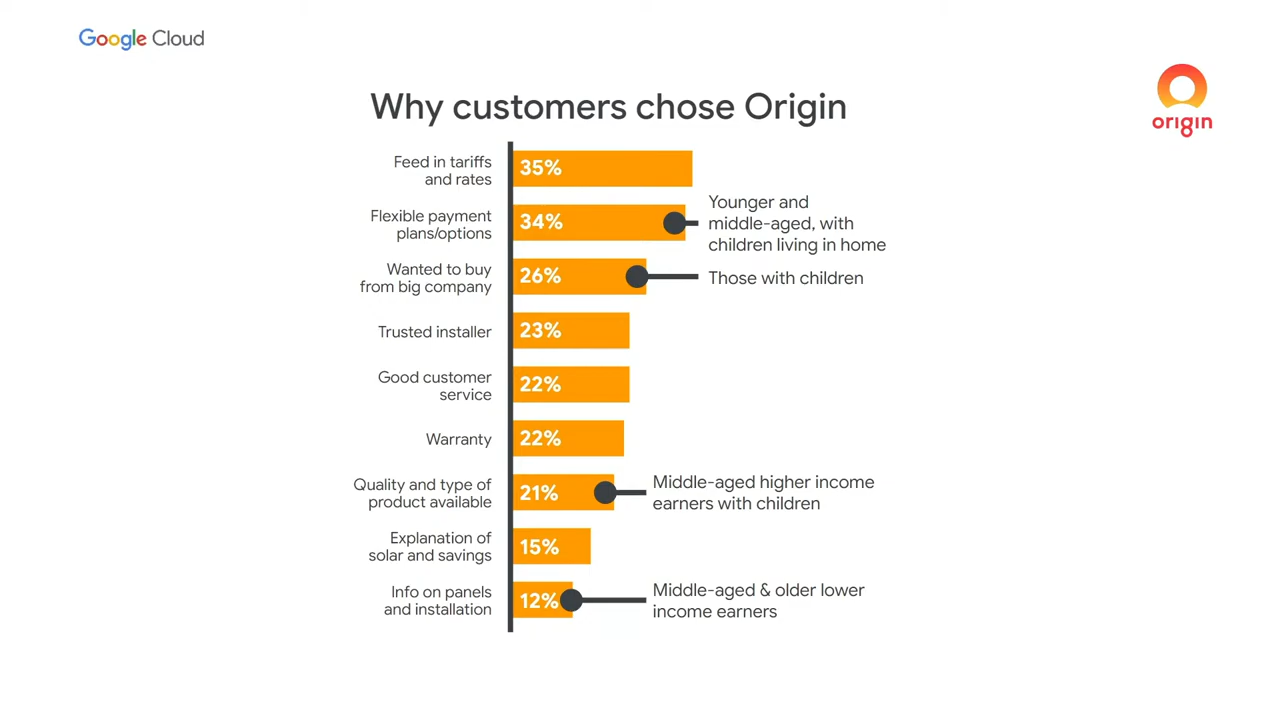 Google Cloud
origin
Why customers chose Origin
Feed in tariffs
and rates
35%
Flexible payment
plans/options
34%
Younger and
middle-aged, with
children living in home
Wanted to buy
from big company
26%
Those with children
Trusted installer
23%
Good customer
service
22%
Warranty
22%
Quality and type of
product available
21%
Middle-aged higher income
earners with children
Explanation of
solar and savings
15%
Info on panels
and installation
12%
Middle-aged & older lower
income earners